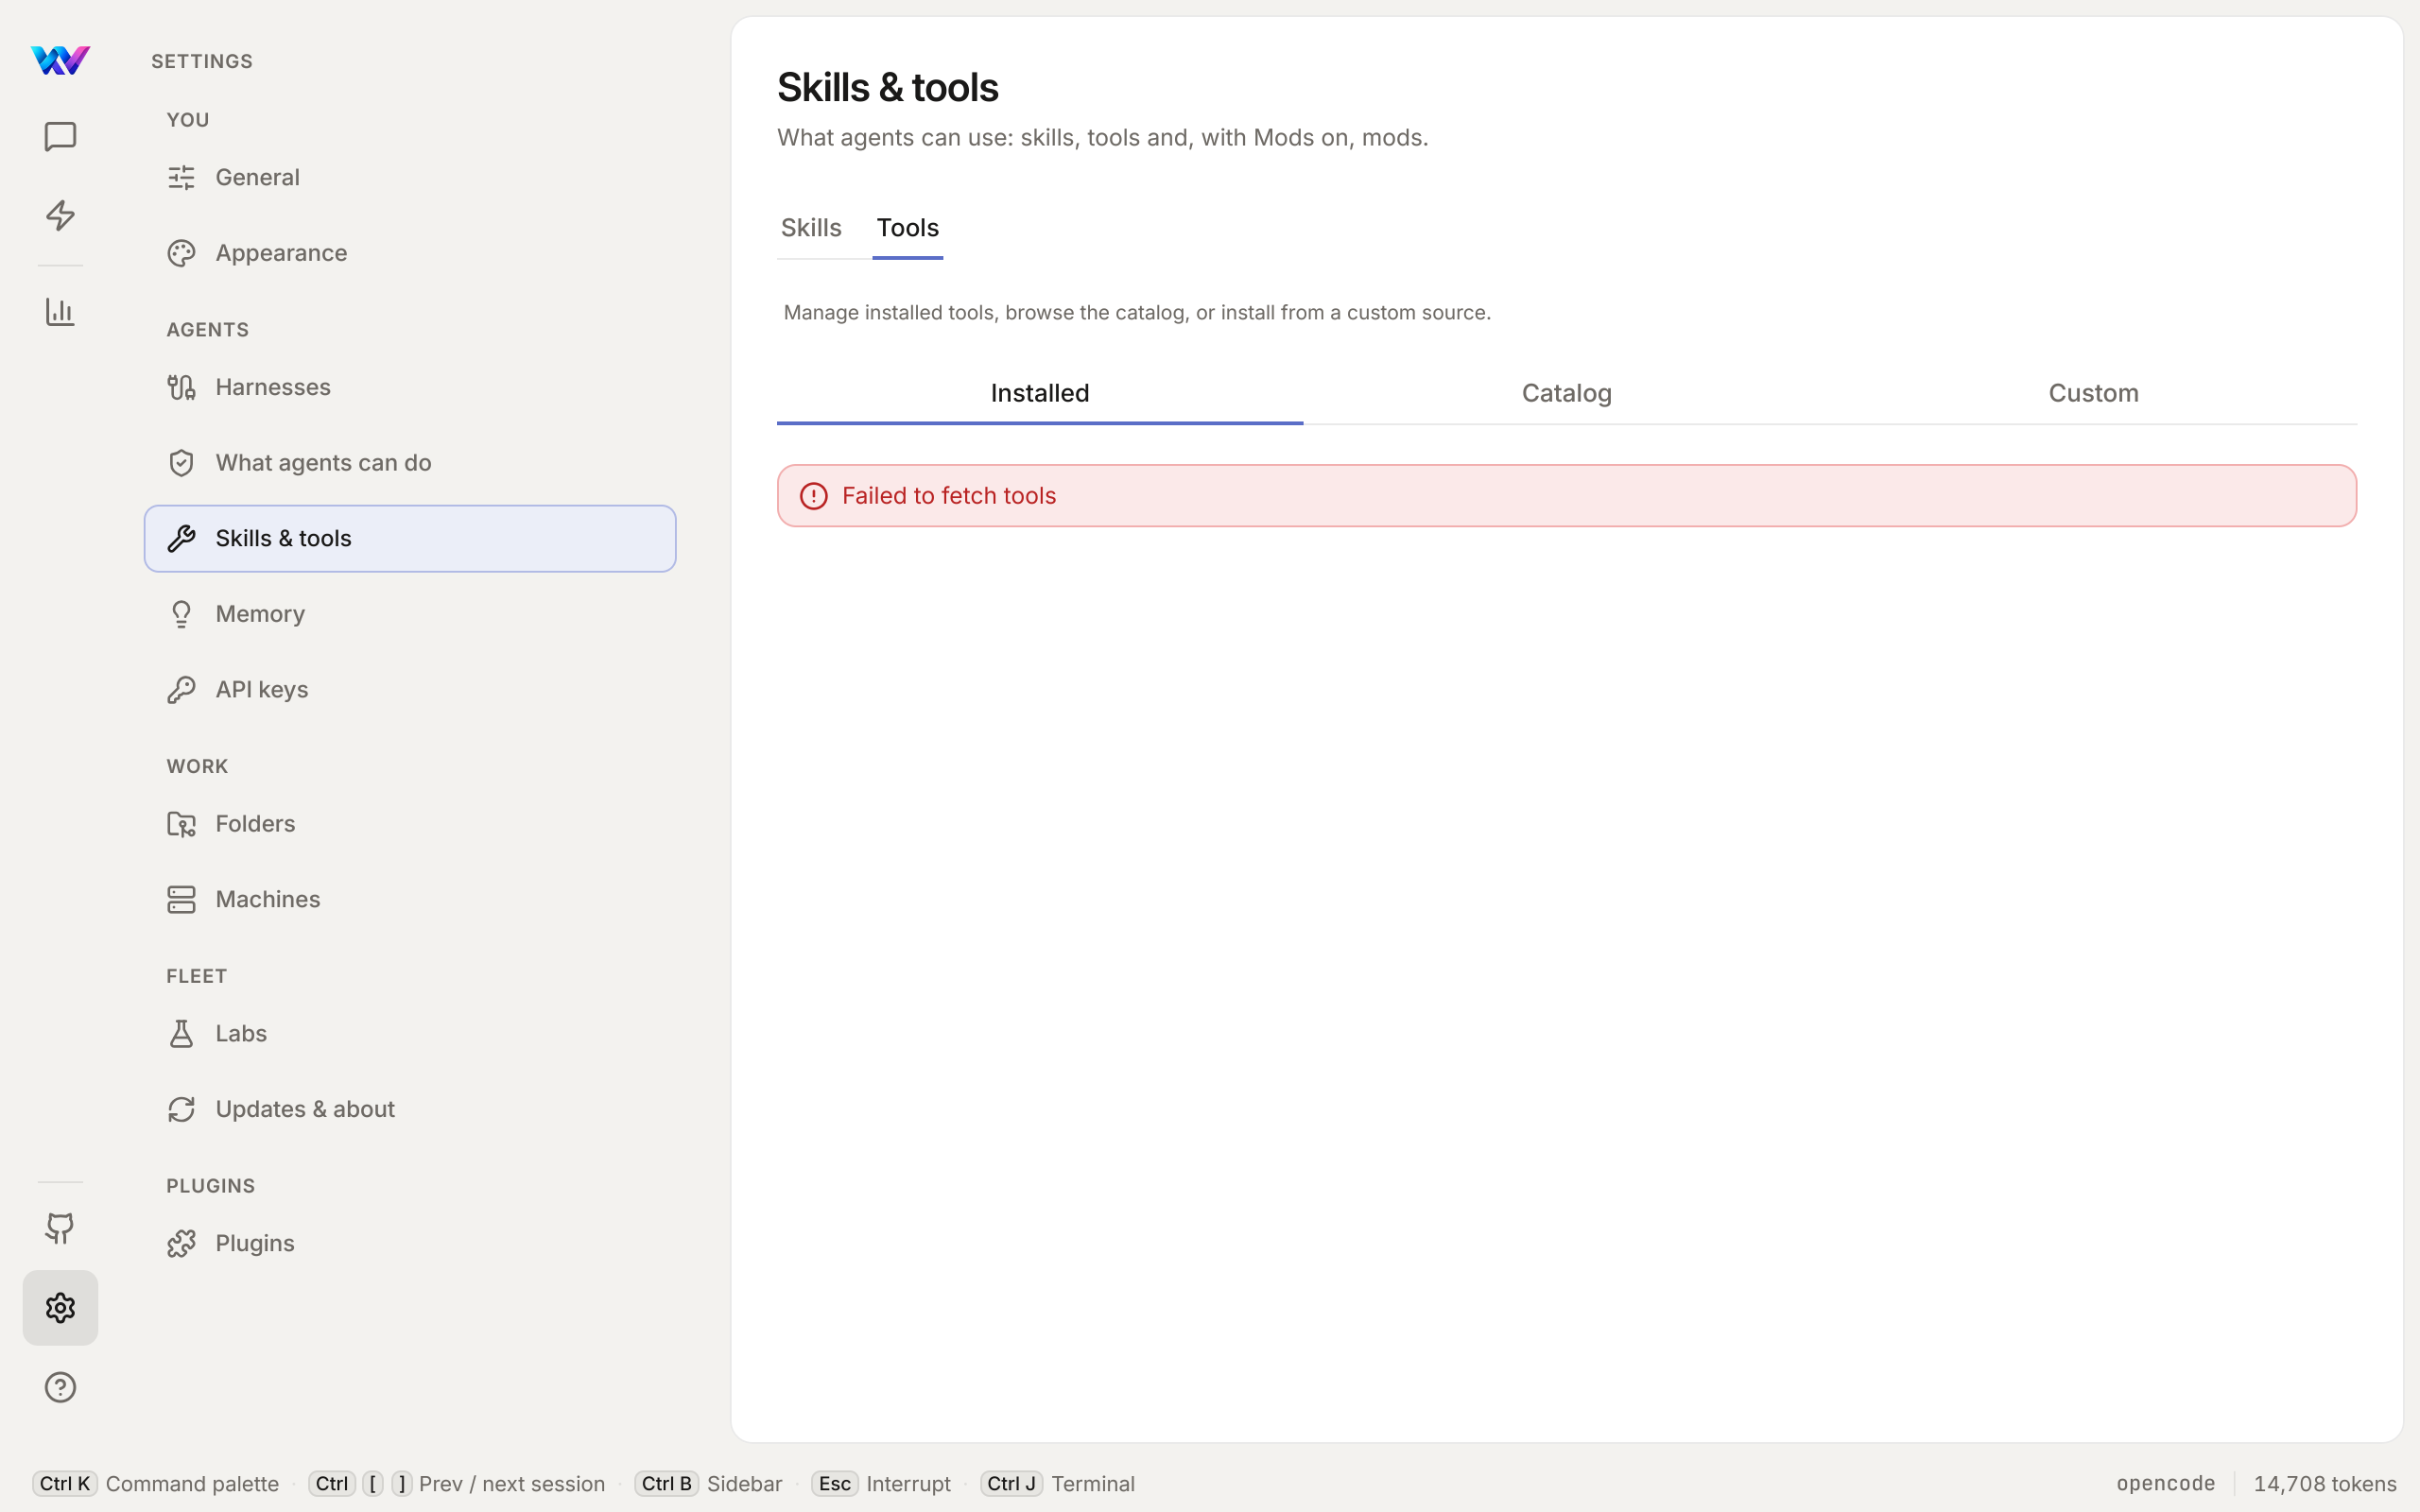 SETTINGS
YOU
General
Appearance
AGENTS
Harnesses
What agents can do
Skills & tools
Memory
API keys
WORK
Folders
Machines
FLEET
Labs
Updates & about
PLUGINS
Plugins
Skills & tools
What agents can use: skills, tools and, with Mods on, mods.
Skills Tools
Manage installed tools, browse the catalog, or install from a custom source.
Installed Catalog Custom
Failed to fetch tools
Ctrl K Command palette · Ctrl [ ] Prev / next session · Ctrl B Sidebar · Esc Interrupt · Ctrl J Terminal
opencode 14,708 tokens